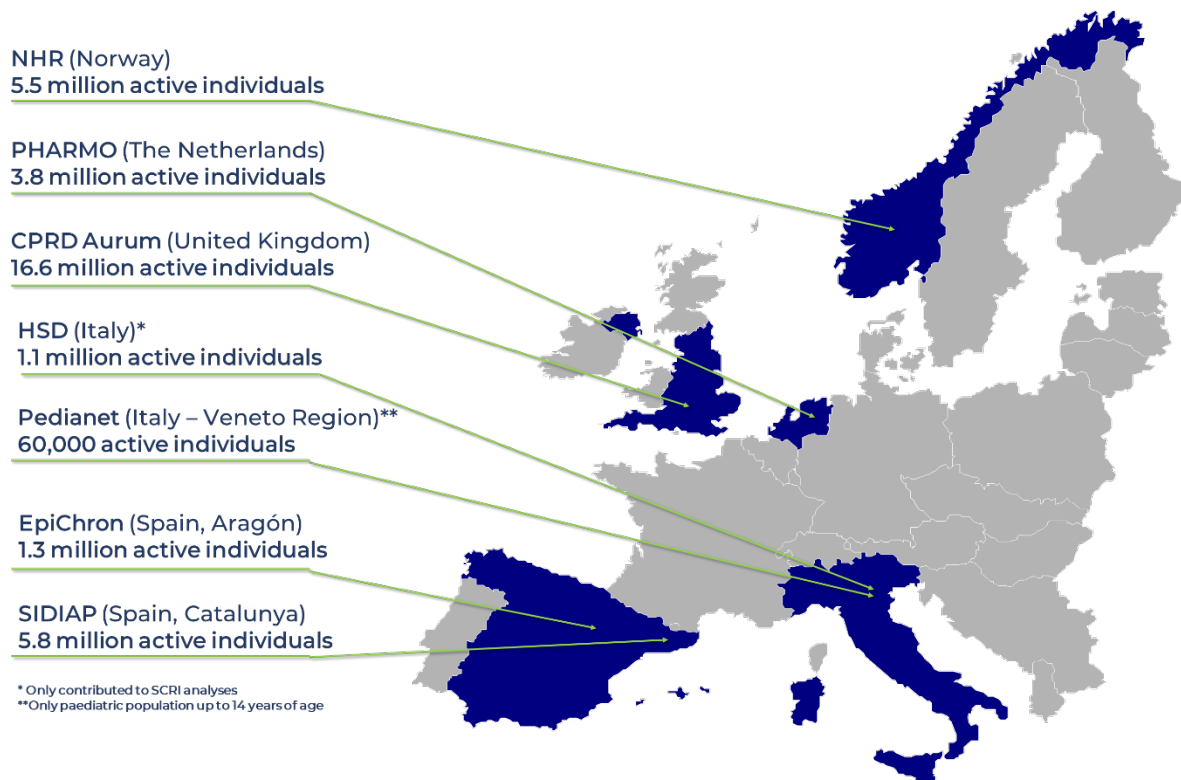 NHR (Norway)
5.5 million active individuals
PHARMO (The Netherlands)
3.8 million active individuals
CPRD Aurum (United Kingdom)
16.6 million active individuals
HSD (Italy)*
1.1 million active individuals
Pedianet (Italy – Veneto Region)**
60,000 active individuals
EpiChron (Spain, Aragón)
1.3 million active individuals
SIDIAP (Spain, Catalunya)
5.8 million active individuals
* Only contributed to SCRI analyses
**Only paediatric population up to 14 years of age